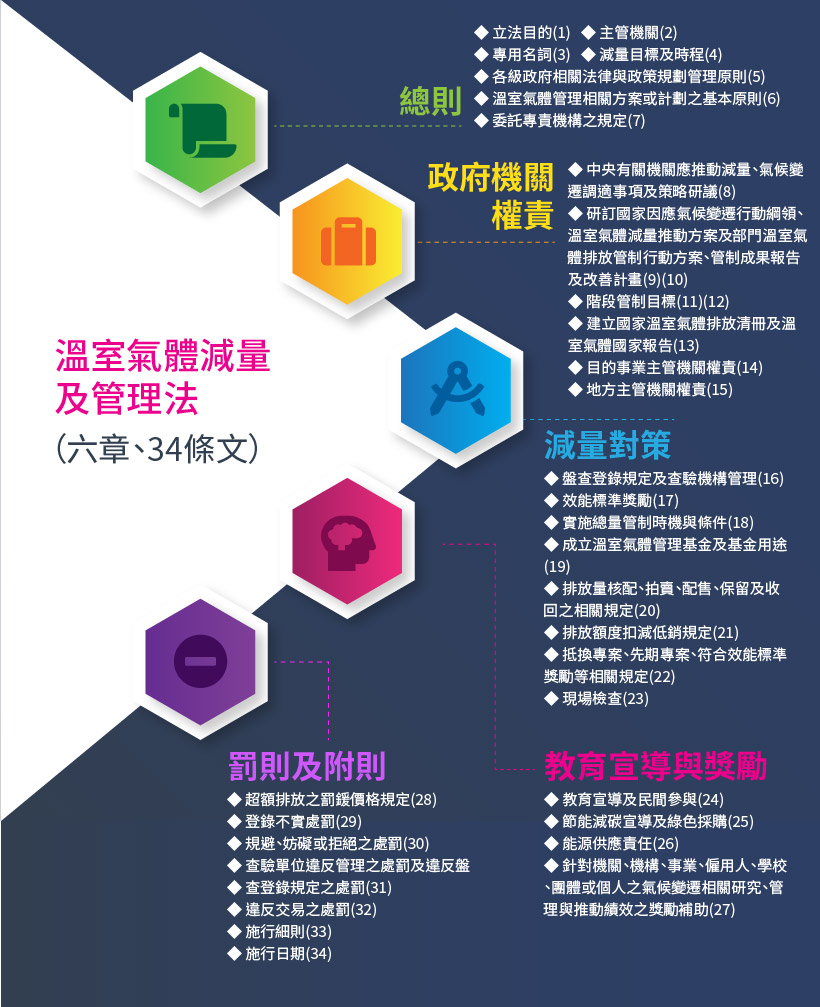 溫室氣體減量
及管理法
(六章、34條文)
總則
◆ 立法目的(1) ◆ 主管機關(2)
◆ 專用名詞(3) ◆ 減量目標及時程(4)
◆ 各級政府相關法律與政策規劃管理原則(5)
◆ 溫室氣體管理相關方案或計劃之基本原則(6)
◆ 委託專責機構之規定(7)
政府機關
權責
◆ 中央有關機關應推動減量、氣候變
遷調適事項及策略研議(8)
◆ 研訂國家因應氣候變遷行動綱領、
溫室氣體減量推動方案及部門溫室氣
體排放管制行動方案、管制成果報告
及改善計畫(9)(10)
◆ 階段管制目標(11)(12)
◆ 建立國家溫室氣體排放清冊及溫
室氣體國家報告(13)
◆ 目的事業主管機關權責(14)
◆ 地方主管機關權責(15)
減量對策
◆ 盤查登錄規定及查驗機構管理(16)
◆ 效能標準獎勵(17)
◆ 實施總量管制時機與條件(18)
◆ 成立溫室氣體管理基金及基金用途
(19)
◆ 排放量核配、拍賣、配售、保留及收
回之相關規定(20)
◆ 排放額度扣減低銷規定(21)
◆ 抵換專案、先期專案、符合效能標準
獎勵等相關規定(22)
◆ 現場檢查(23)
教育宣導與獎勵
◆ 教育宣導及民間參與(24)
◆ 節能減碳宣導及綠色採購(25)
◆ 能源供應責任(26)
◆ 針對機關、機構、事業、僱用人、學校
、團體或個人之氣候變遷相關研究、管
理與推動績效之獎勵補助(27)
罰則及附則
◆ 超額排放之罰鍰價格規定(28)
◆ 登錄不實處罰(29)
◆ 規避、妨礙或拒絕之處罰(30)
◆ 查驗單位違反管理之處罰及違反盤
◆ 查登錄規定之處罰(31)
◆ 違反交易之處罰(32)
◆ 施行細則(33)
◆ 施行日期(34)